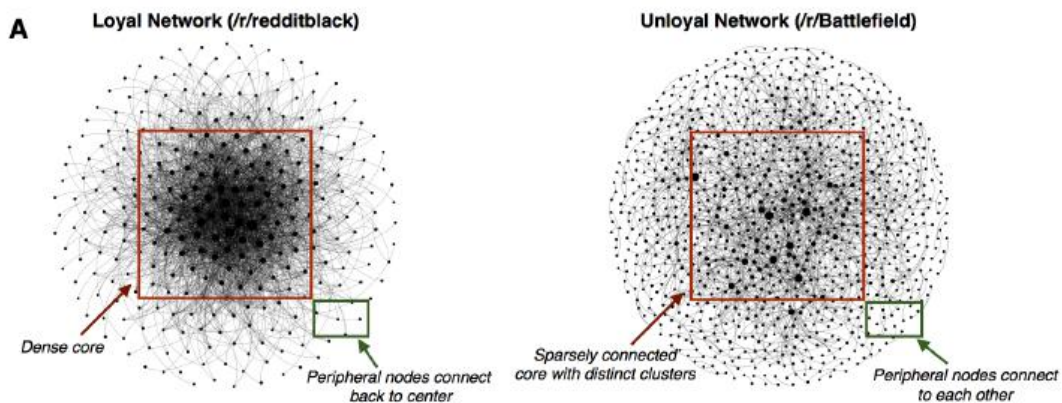 A
Loyal Network (/r/redditblack)
Unloyal Network (/r/Battlefield)
Dense core
Peripheral nodes connect
back to center
Sparsely connected
core with distinct clusters
Peripheral nodes connect
to each other